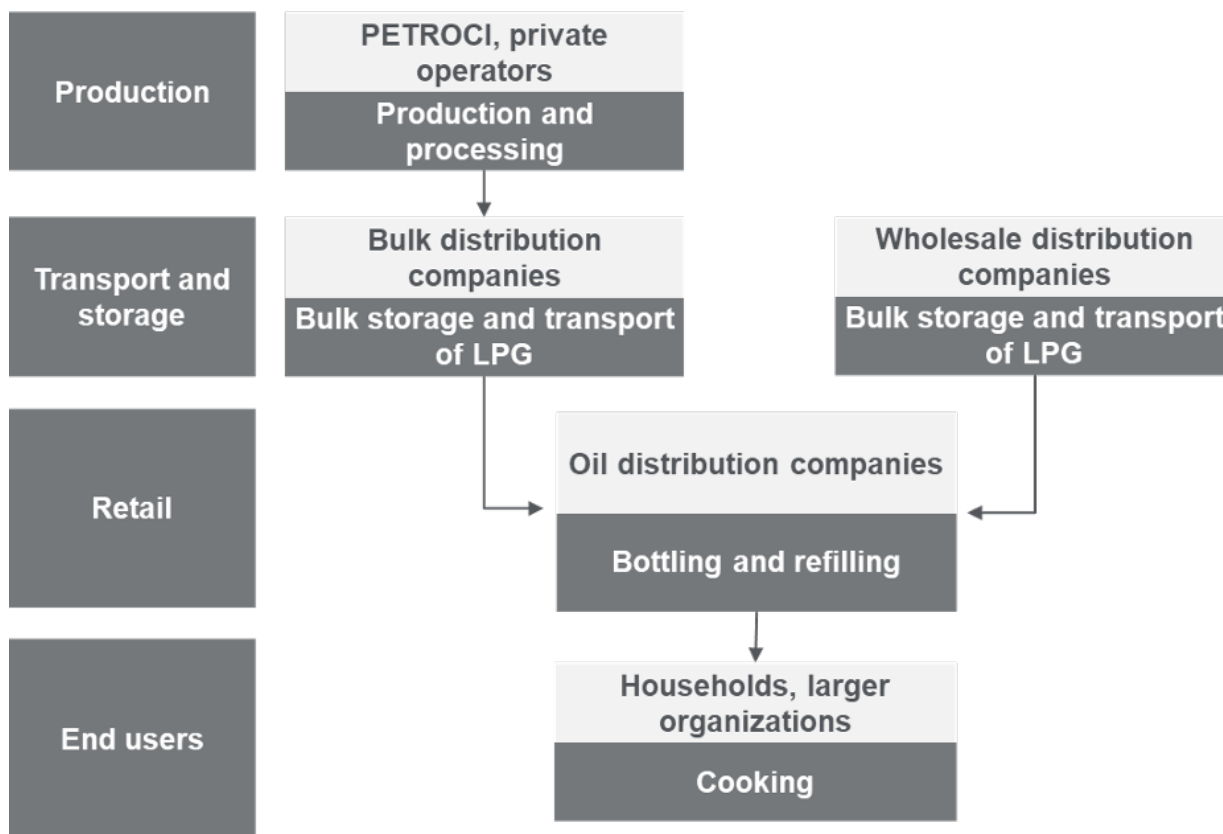 Production
PETROCI, private
operators
Production and
processing
Transport and
storage
Bulk distribution
companies
Bulk storage and transport
of LPG
Wholesale distribution
companies
Bulk storage and transport
of LPG
Retail
Oil distribution companies
Bottling and refilling
End users
Households, larger
organizations
Cooking